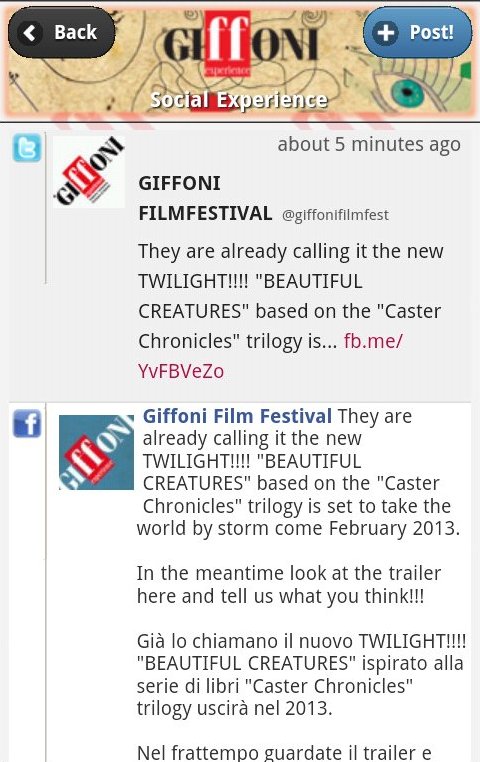 Back
GIFFONI
experience
Post!
Social Experience
about 5 minutes ago
GIFFONI
GIFFONI
FILMFESTIVAL @giffonifilmfest
They are already calling it the new
TWILIGHT!!!! "BEAUTIFUL
CREATURES" based on the "Caster
Chronicles" trilogy is... fb.me/
YvFBVeZo
GIFFONI
experience
Giffoni Film Festival They are
already calling it the new
TWILIGHT!!!! "BEAUTIFUL
CREATURES" based on the "Caster
Chronicles" trilogy is set to take the
world by storm come February 2013.
In the meantime look at the trailer
here and tell us what you think!!!
Già lo chiamano il nuovo TWILIGHT!!!!
"BEAUTIFUL CREATURES" ispirato alla
serie di libri "Caster Chronicles"
trilogy uscirà nel 2013.
Nel frattempo guardate il trailer e